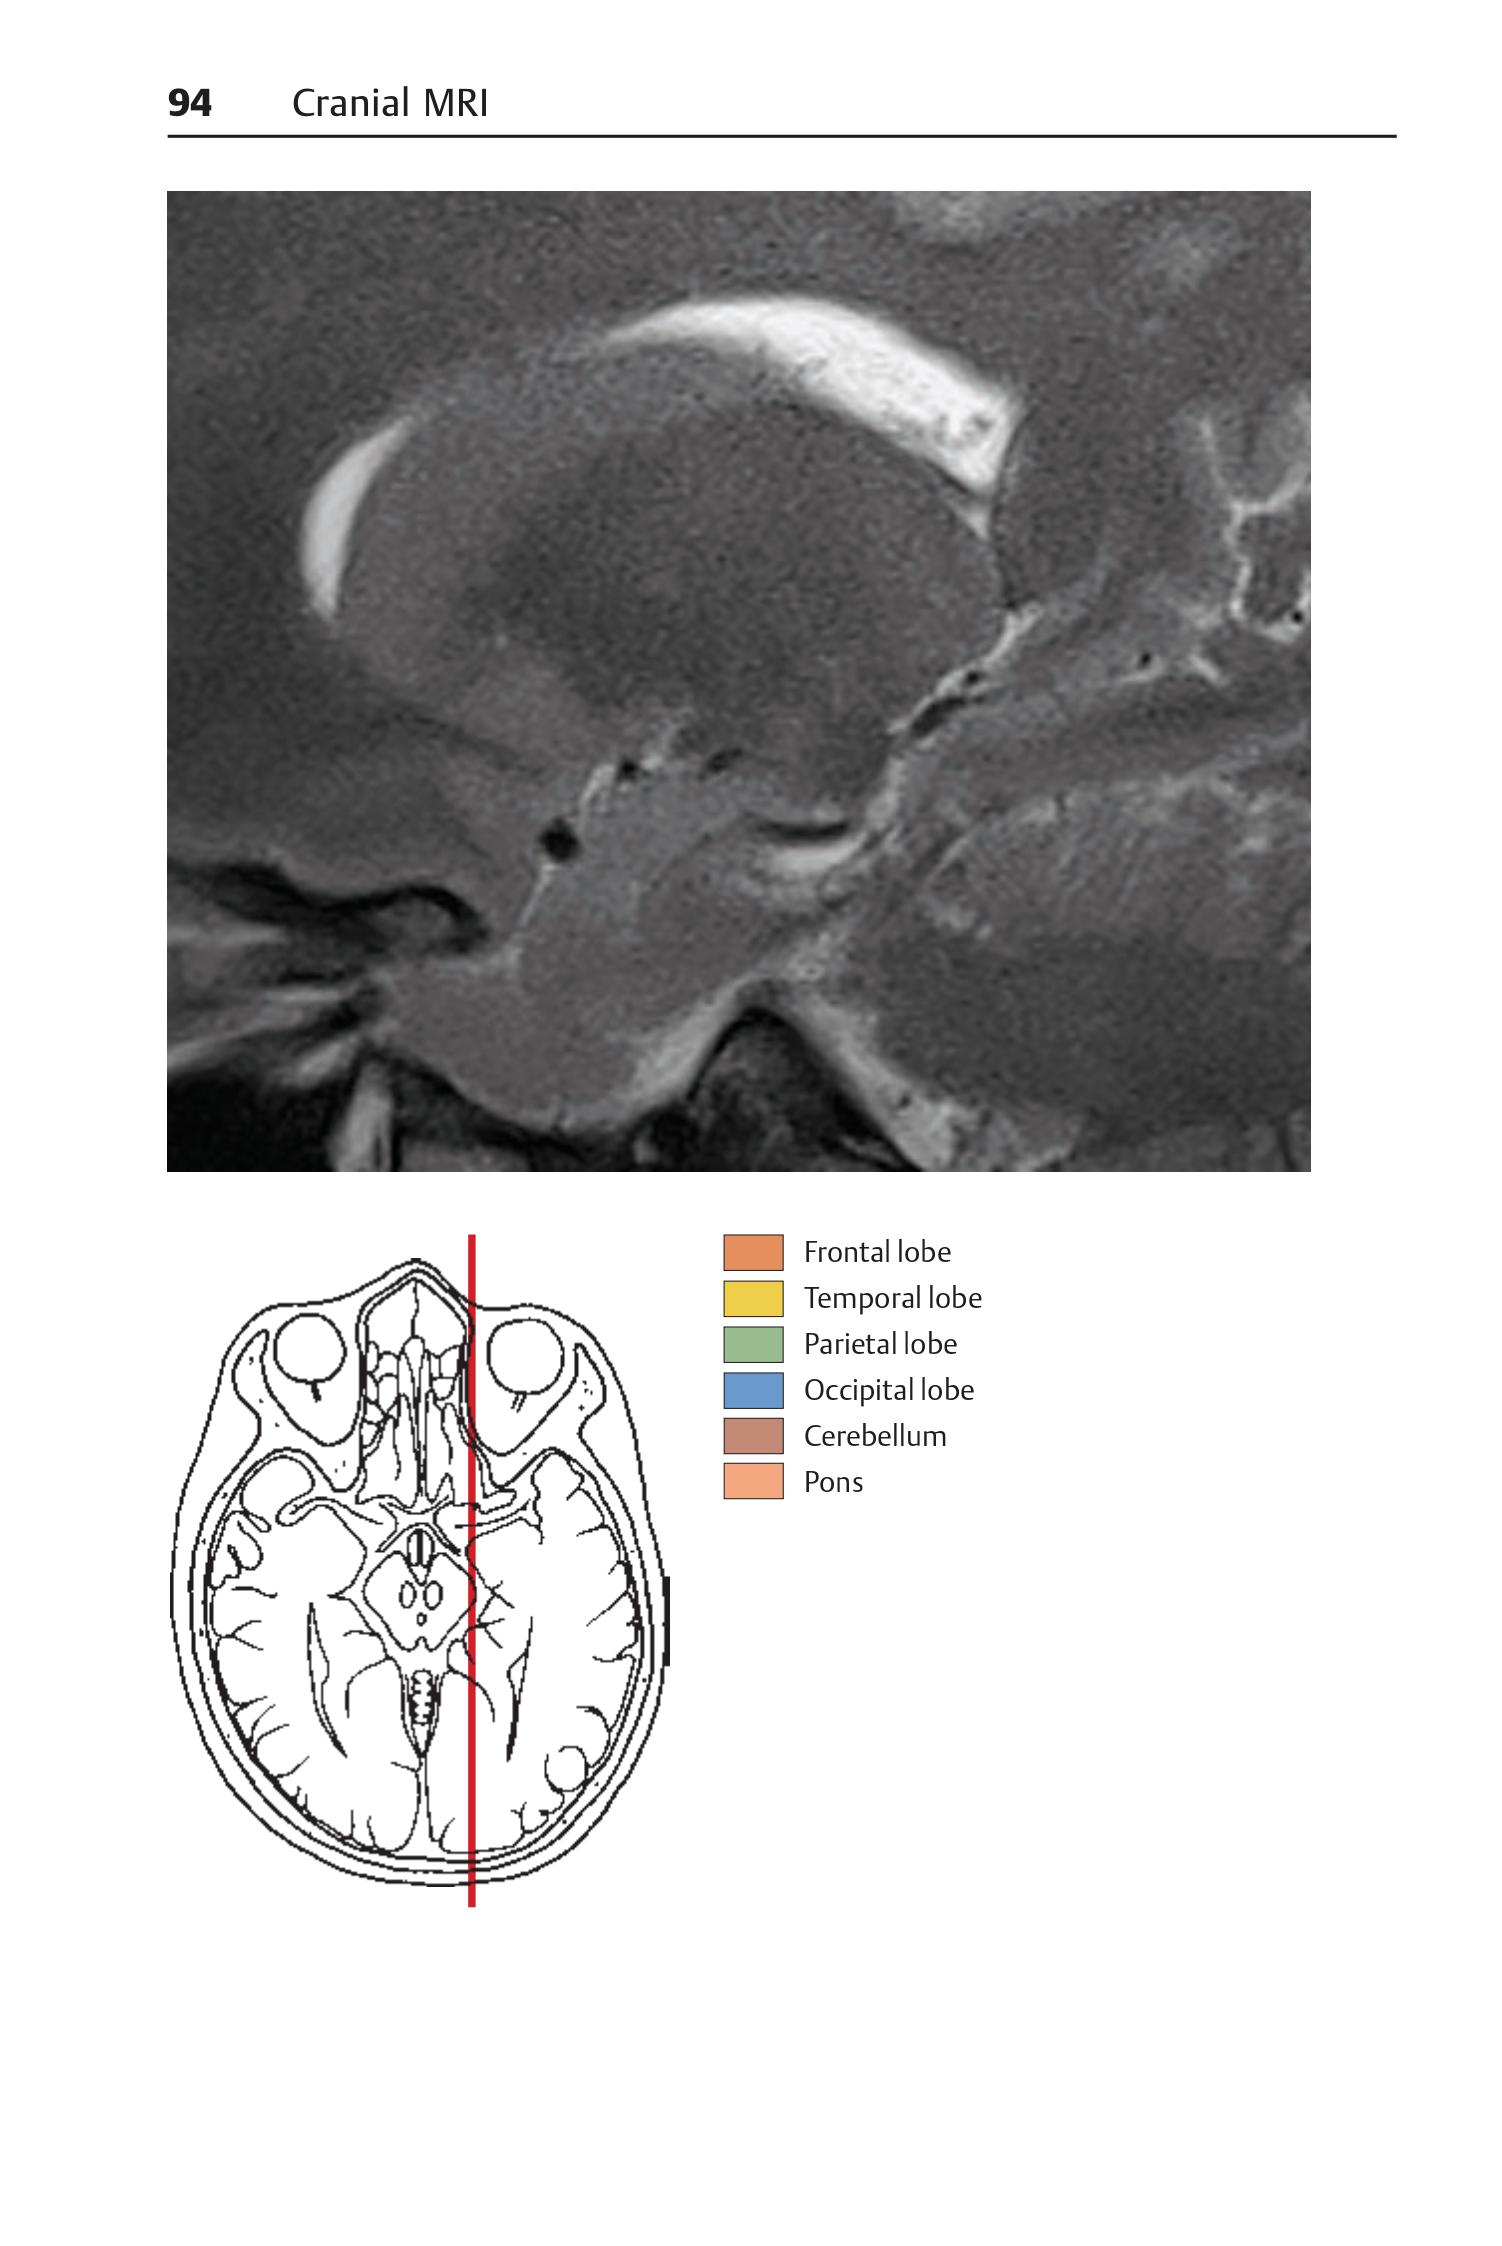 94 Cranial MRI
Frontal lobe
Temporal lobe
Parietal lobe
Occipital lobe
Cerebellum
Pons